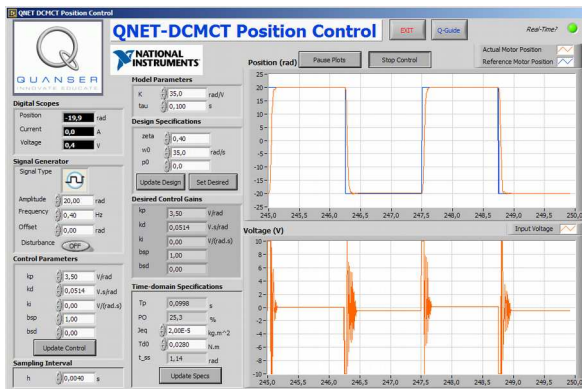 QNET DCMCT Position Control
QNET-DCMCT Position Control
EXIT
Q-Guide
Real-Time?
QUANSER
INNOVATE EDUCATE
NATIONAL
INSTRUMENTS
Digital Scopes
Position -19,9 rad
Current 0,0 A
Voltage 0,4 V
Signal Generator
Signal Type
Amplitude 20,00 rad
Frequency 0,40 Hz
Offset 0,00 rad
Disturbance OFF
Control Parameters
kp 3,50 V/rad
kd 0,0514 V.s/rad
ki 0,00 V/(rad.s)
bsp 1,00
bsd 0,00
Update Control
Sampling Interval
h 0,0040 s
Model Parameters
K 35,0 rad/V
tau 0,100 s
Design Specifications
zeta 0,40
w0 35,0 rad/s
p0 0,0
Update Design Set Desired
Desired Control Gains
kp 3,50 V/rad
kd 0,0514 V.s/rad
ki 0,00 V/(rad.s)
bsp 1,00
bsd 0,00
Time-domain Specifications
Tp 0,0998 s
PO 25,3 %
Jeq 2,00E-5 kg.m^2
Td0 0,0280 N.m
t_ss 1,14 rad
Update Specs
Position (rad)
Pause Plots
Stop Control
Actual Motor Position
Reference Motor Position
25
20
15
10
5
0
-5
-10
-15
-20
-25
245,0 245,5 246,0 246,5 247,0 247,5 248,0 248,5 249,0 249,5 250,0
Voltage (V)
Input Voltage
10
8
6
4
2
0
-2
-4
-6
-8
-10
245,0 245,5 246,0 246,5 247,0 247,5 248,0 248,5 249,0 249,5 250,0